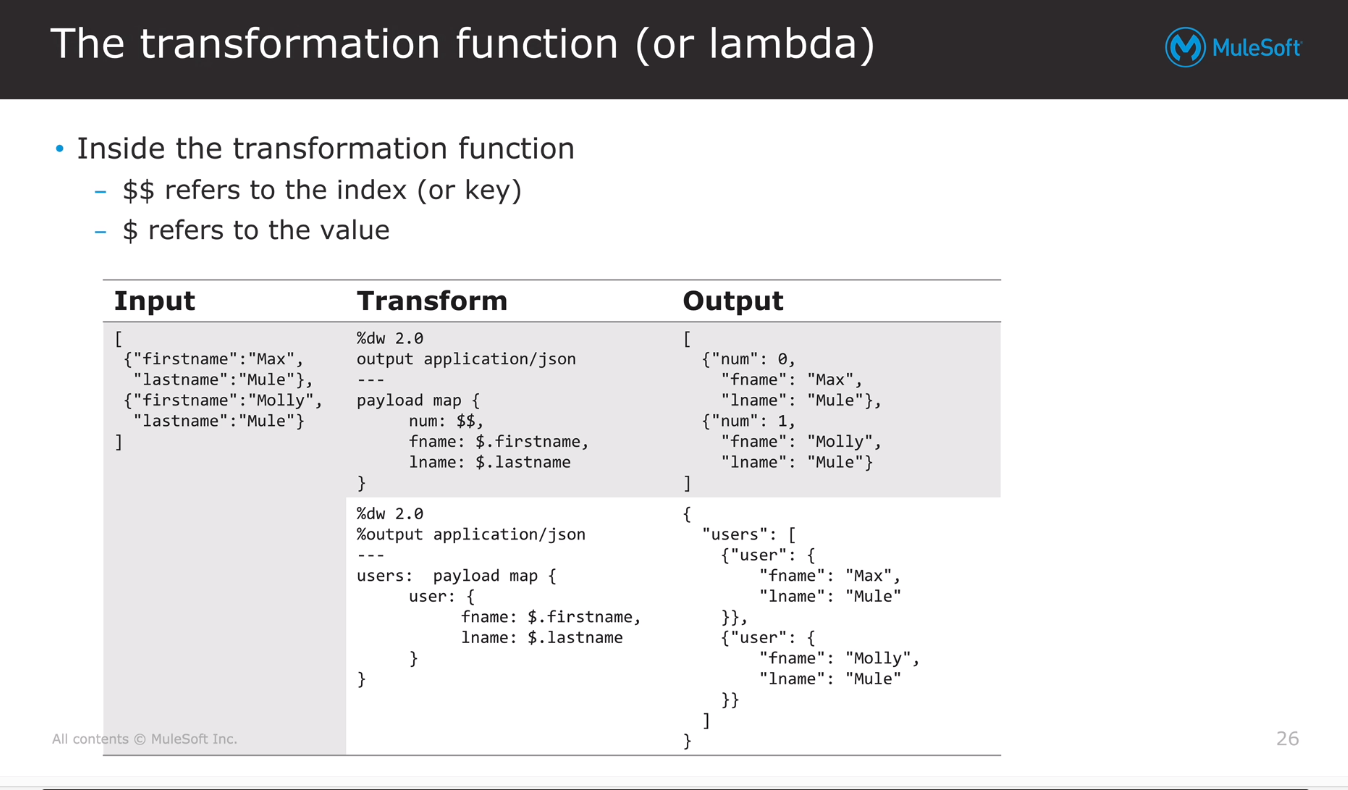 The transformation function (or lambda)
MuleSoft
• Inside the transformation function
– $$ refers to the index (or key)
– $ refers to the value
Input Transform Output
[
{"firstname":"Max",
"lastname":"Mule"},
{"firstname":"Molly",
"lastname":"Mule"}
]
%dw 2.0
output application/json
---
payload map {
num: $$,
fname: $.firstname,
lname: $.lastname
}
[
{"num": 0,
"fname": "Max",
"lname": "Mule"},
{"num": 1,
"fname": "Molly",
"lname": "Mule"}
]
%dw 2.0
%output application/json
---
users:  payload map {
user: {
fname: $.firstname,
lname: $.lastname
}
}
{
"users": [
{"user": {
"fname": "Max",
"lname": "Mule"
}},
{"user": {
"fname": "Molly",
"lname": "Mule"
}}
]
}
All contents © MuleSoft Inc.
26